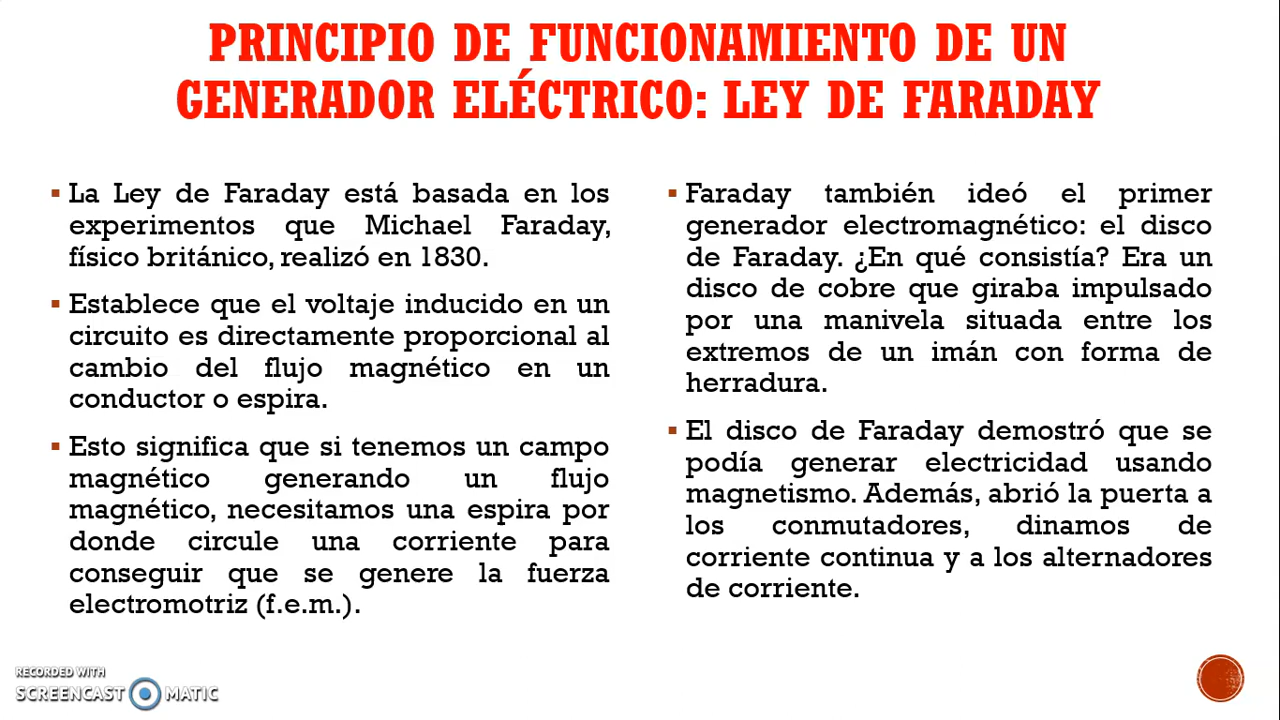 PRINCIPIO DE FUNCIONAMIENTO DE UN
GENERADOR ELÉCTRICO: LEY DE FARADAY
La Ley de Faraday está basada en los
experimentos que Michael Faraday,
físico británico, realizó en 1830.
Establece que el voltaje inducido en un
circuito es directamente proporcional al
cambio del flujo magnético en un
conductor o espira.
Esto significa que si tenemos un campo
magnético generando un flujo
magnético, necesitamos una espira por
donde circule una corriente para
conseguir que se genere la fuerza
electromotriz (f.e.m.).
Faraday también ideó el primer
generador electromagnético: el disco
de Faraday. ¿En qué consistía? Era un
disco de cobre que giraba impulsado
por una manivela situada entre los
extremos de un imán con forma de
herradura.
El disco de Faraday demostró que se
podía generar electricidad usando
magnetismo. Además, abrió la puerta a
los conmutadores, dinamos de
corriente continua y a los alternadores
de corriente.
RECORDED WITH
SCREENCAST MATIC